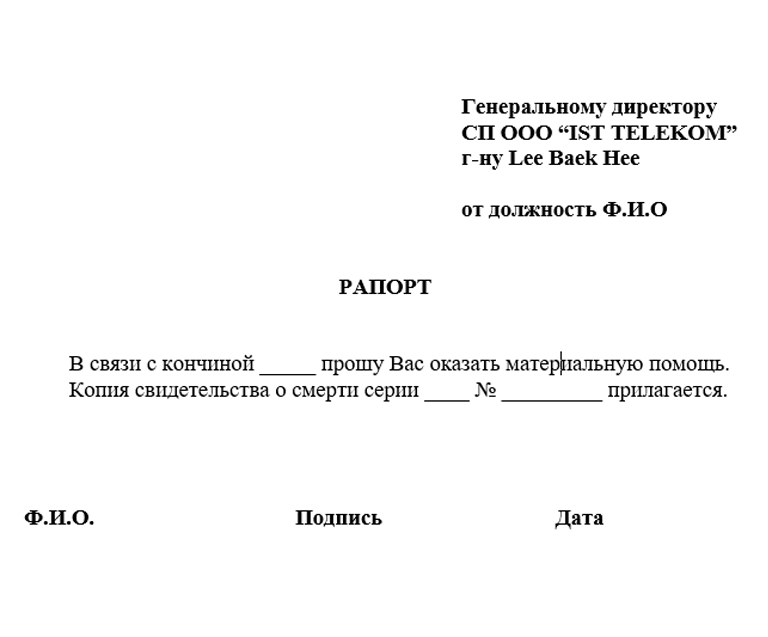 Генеральному директору
СП ООО “IST TELEKOM”
г-ну Lee Baek Hee
от должность Ф.И.О
РАПОРТ
В связи с кончиной _____ прошу Вас оказать материальную помощь.
Копия свидетельства о смерти серии ____ № _________ прилагается.
Ф.И.О. Подпись Дата